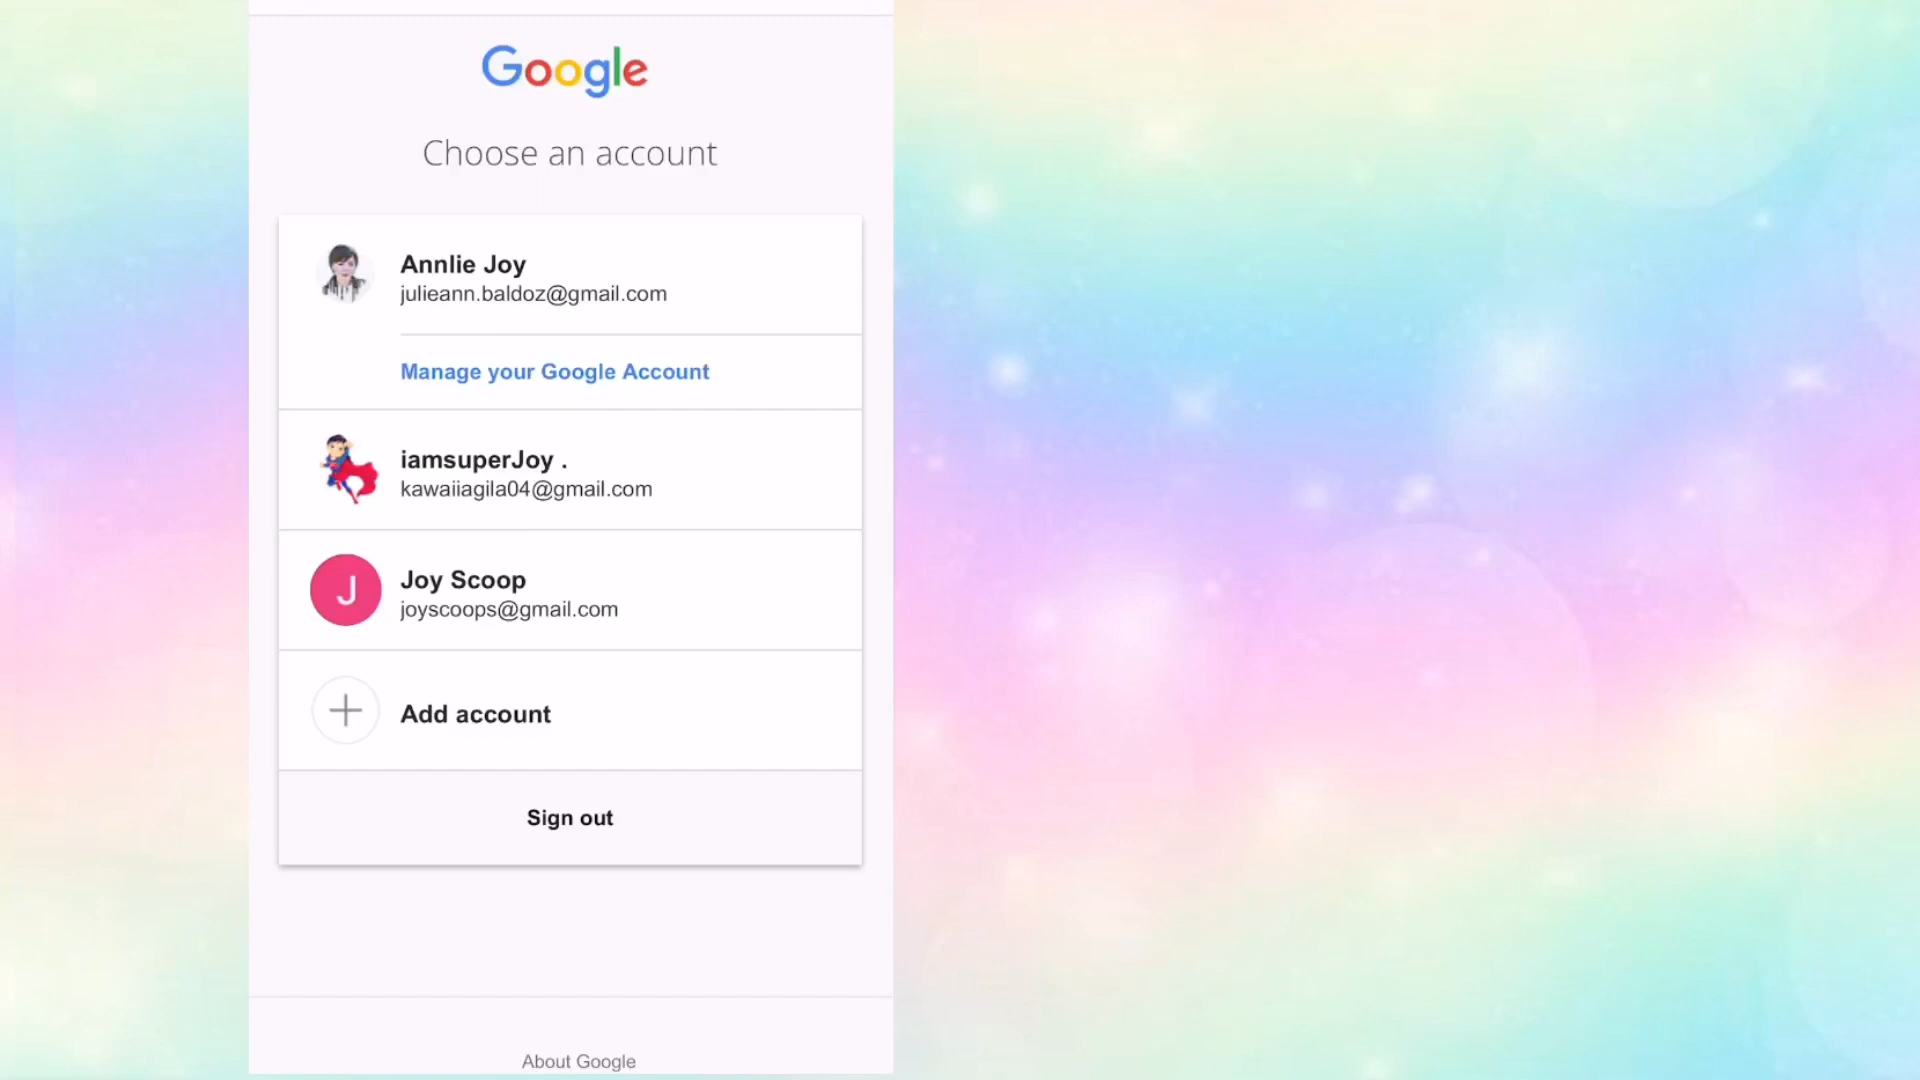 Google
Choose an account
Annlie Joy
julieann.baldoz@gmail.com
Manage your Google Account
iamsuperJoy .
kawaiiagila04@gmail.com
J
Joy Scoop
joyscoops@gmail.com
Add account
Sign out
About Google